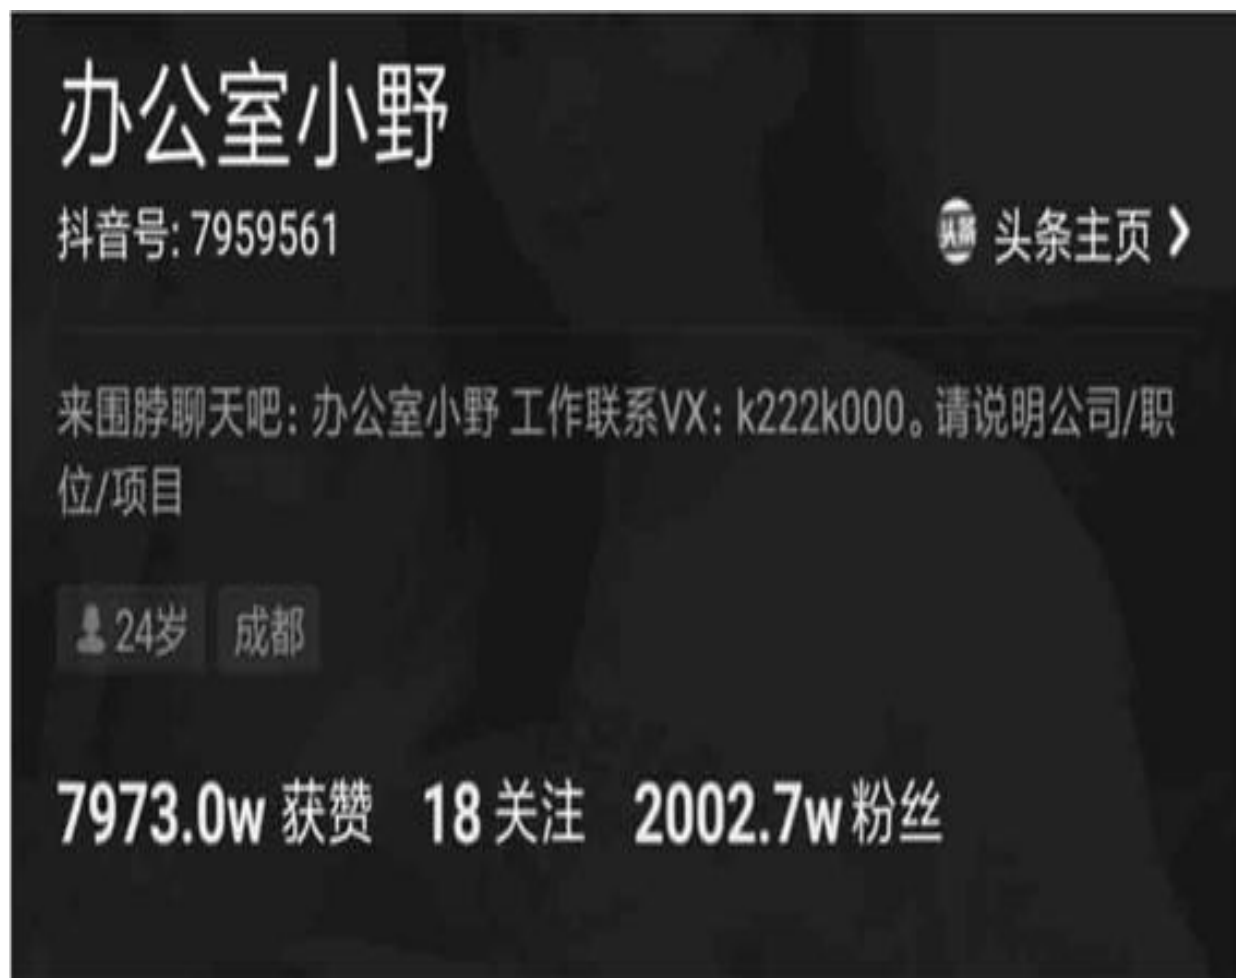 办公室小野
抖音号: 7959561
头条 头条主页
来围脖聊天吧: 办公室小野 工作联系VX: k222k000。请说明公司/职
位/项目
24岁 成都
7973.0w 获赞 18 关注 2002.7w 粉丝